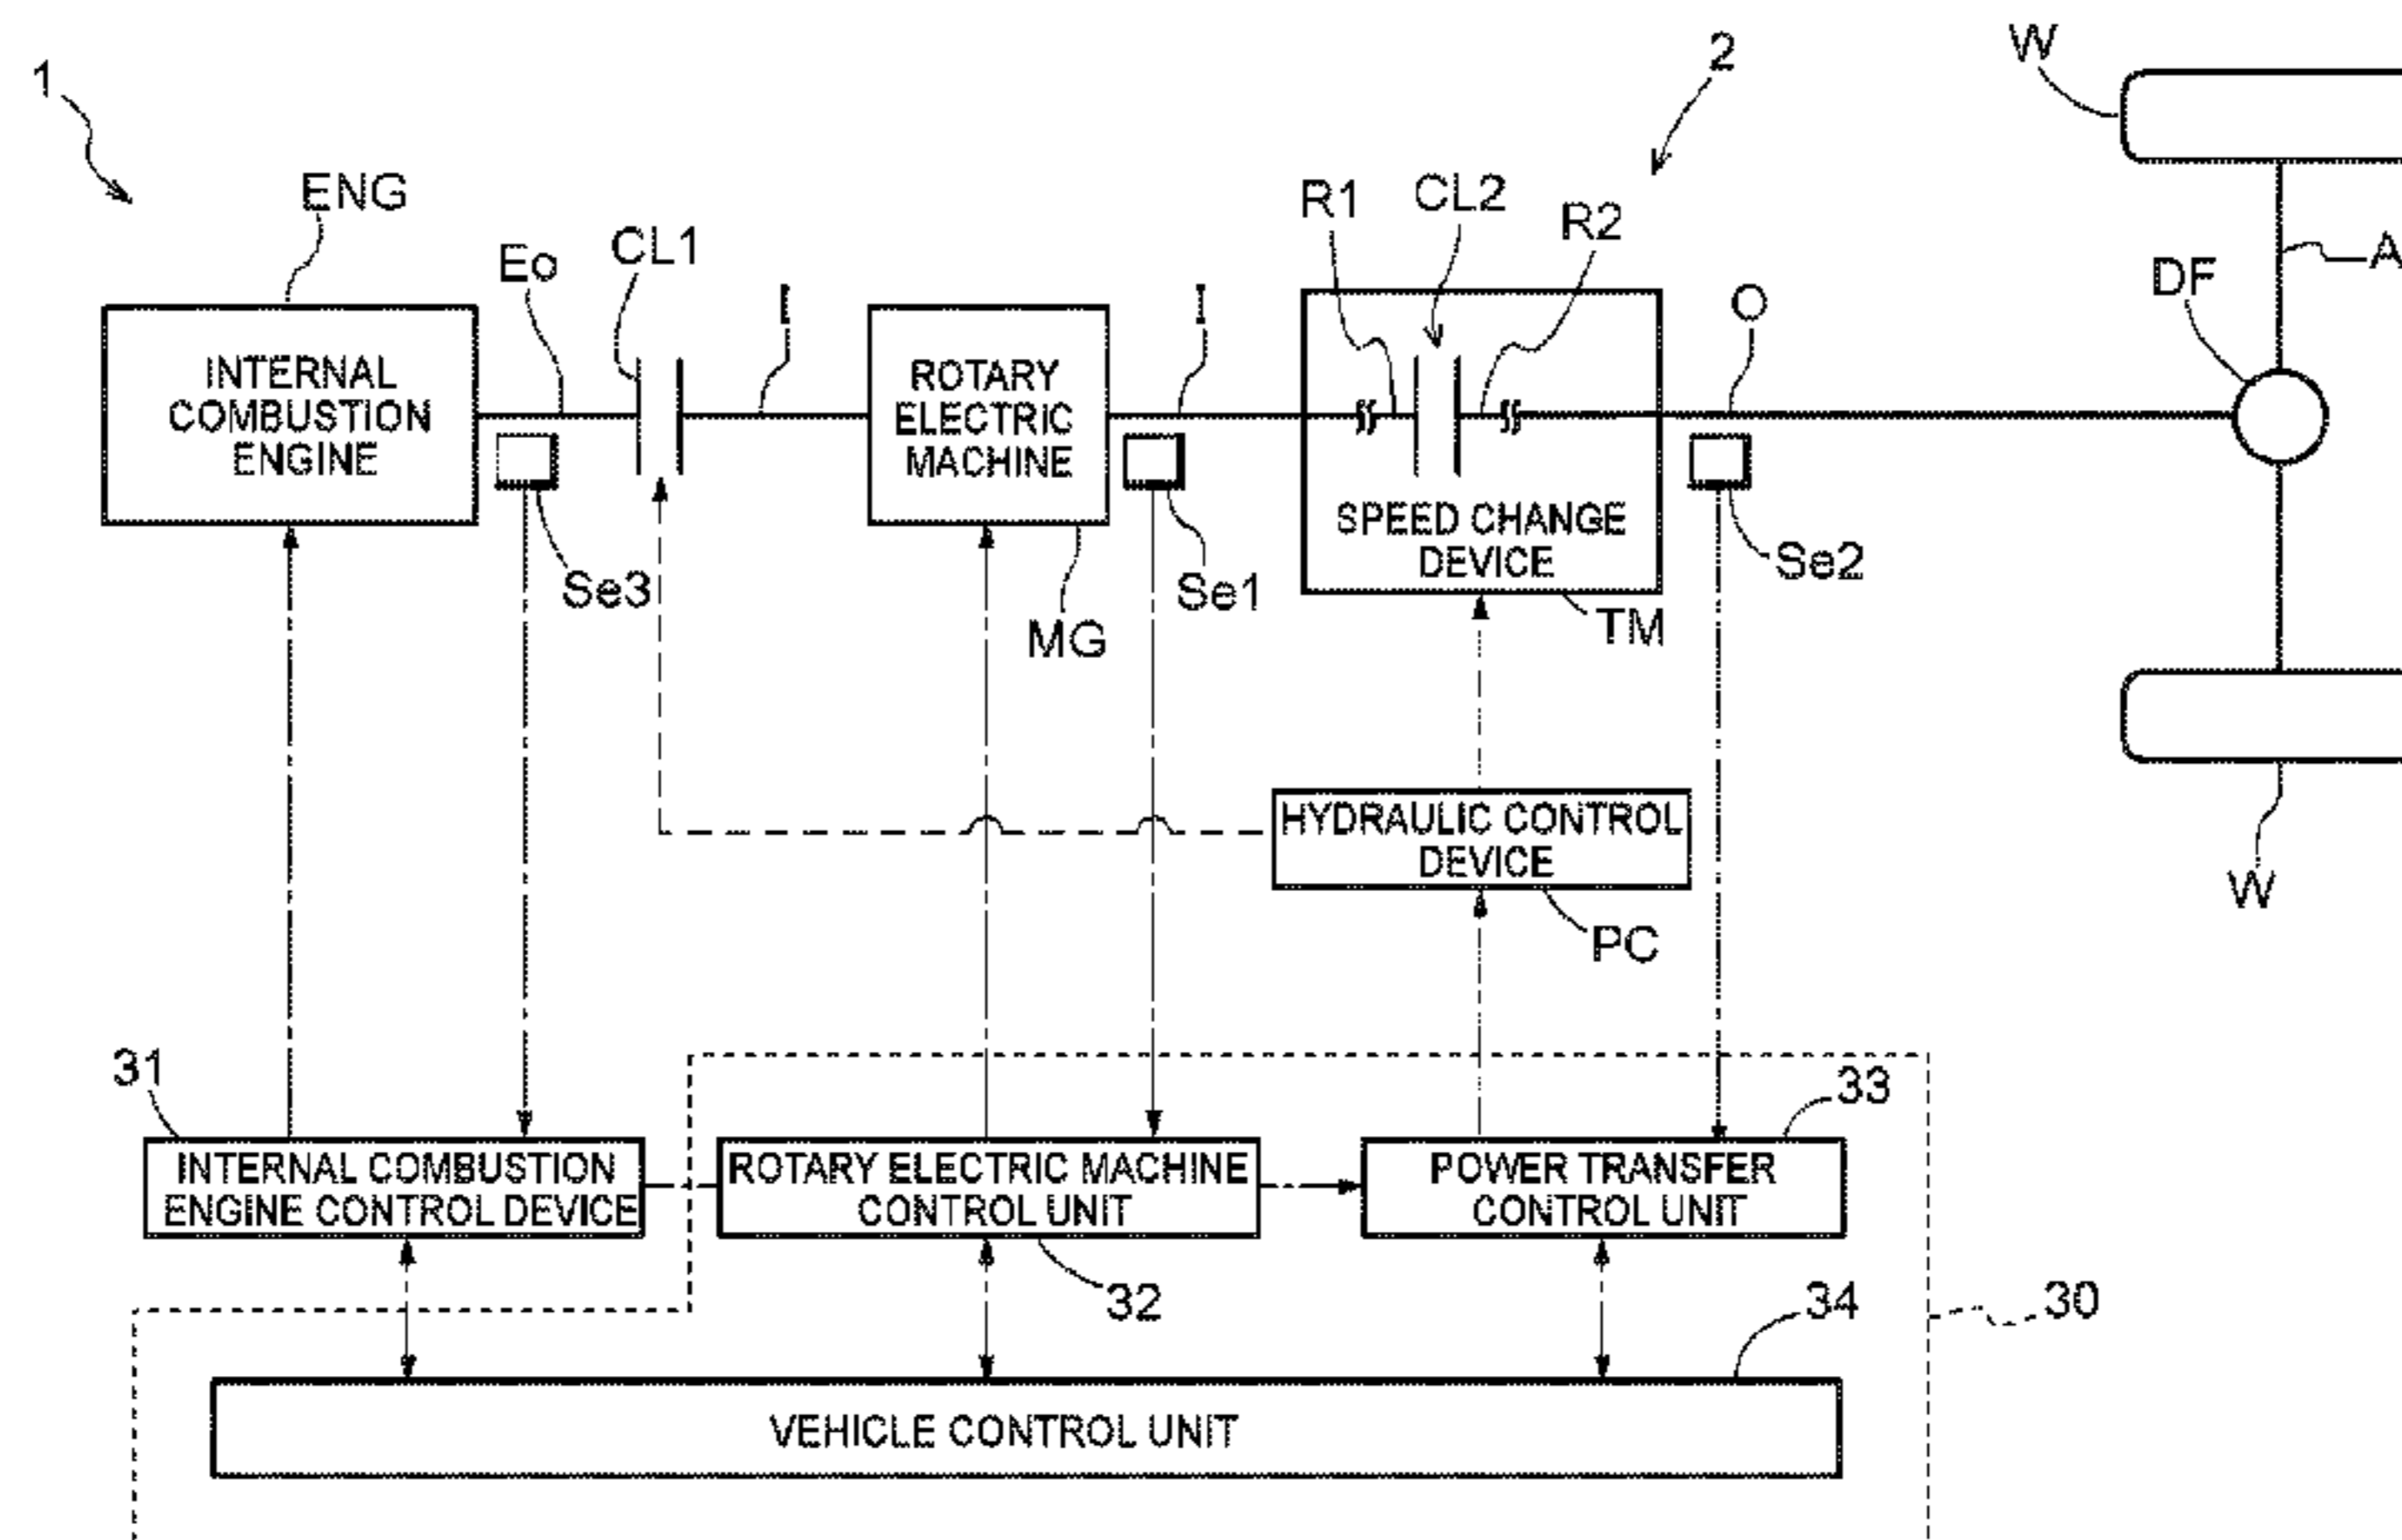 1
2
W
ENG
R1
CL2
R2
Eo
CL1
I
I
O
DF
A
INTERNAL
COMBUSTION
ENGINE
ROTARY
ELECTRIC
MACHINE
SPEED CHANGE
DEVICE
Se3
Se1
Se2
MG
TM
HYDRAULIC CONTROL
DEVICE
W
PC
31
33
INTERNAL COMBUSTION
ENGINE CONTROL DEVICE
ROTARY ELECTRIC MACHINE
CONTROL UNIT
POWER TRANSFER
CONTROL UNIT
32
34
30
VEHICLE CONTROL UNIT